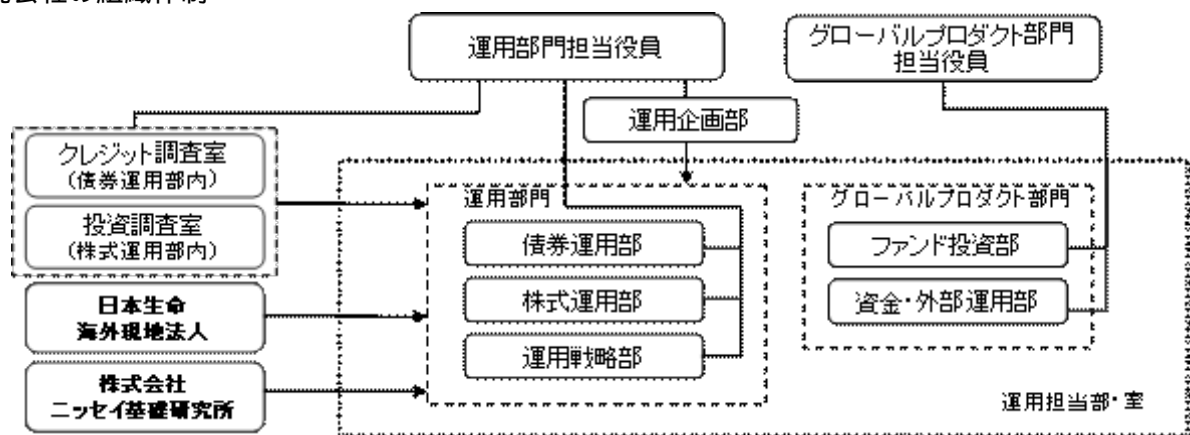 運用部門担当役員
グローバルプロダクト部門
担当役員
運用企画部
クレジット調査室
(債券運用部内)
投資調査室
(株式運用部内)
日本生命
海外現地法人
株式会社
ニッセイ基礎研究所
運用部門
債券運用部
株式運用部
運用戦略部
グローバルプロダクト部門
ファンド投資部
資金・外部運用部
運用担当部・室